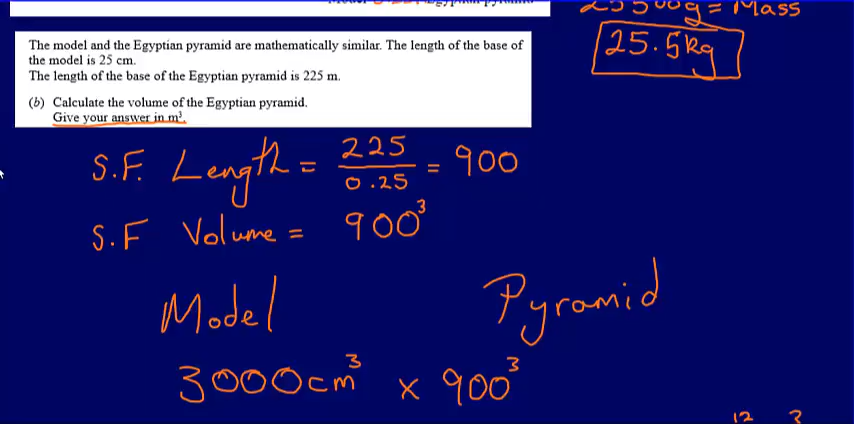 25500g = Mass
25.5kg
The model and the Egyptian pyramid are mathematically similar. The length of the base of
the model is 25 cm.
The length of the base of the Egyptian pyramid is 225 m.
(b) Calculate the volume of the Egyptian pyramid.
Give your answer in m³.
S.F. Length = 225/0.25 = 900
S.F Volume = 900³
Model Pyramid
3000cm³ x 900³